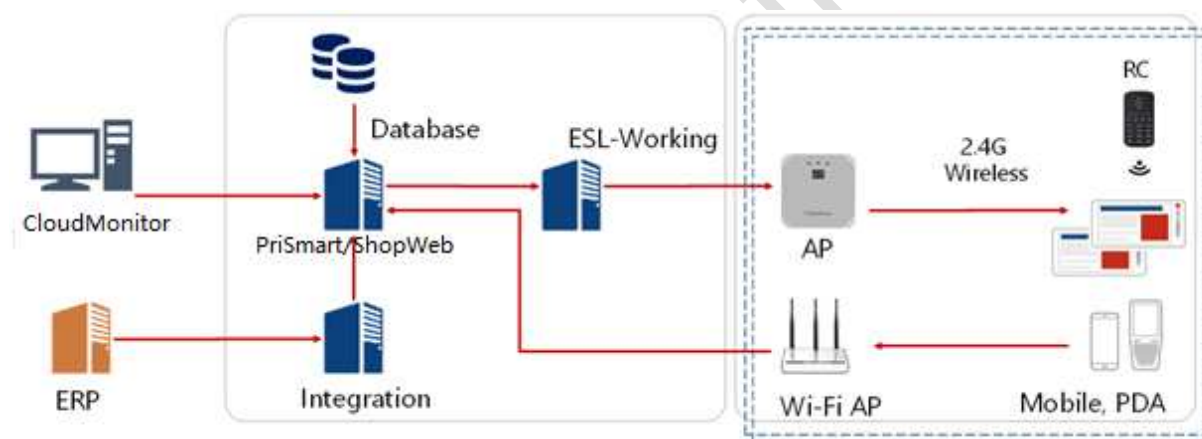 RC
Database
ESL-Working
2.4G
Wireless
CloudMonitor
PriSmart/ShopWeb
AP
ERP
Integration
Wi-Fi AP
Mobile, PDA